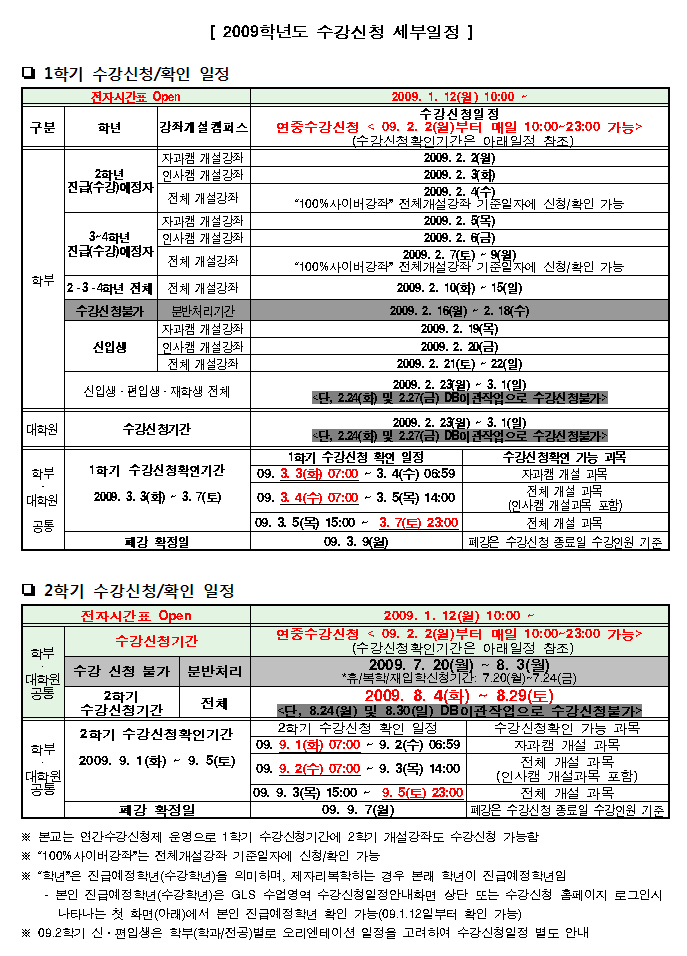 [ 2009학년도 수강신청 세부일정 ]
❏ 1학기 수강신청/확인 일정
전자시간표 Open 2009. 1. 12(월) 10:00 ~
구분 학년 강좌개설캠퍼스 수강신청일정
연중수강신청 < 09. 2. 2(월)부터 매일 10:00~23:00 가능>
(수강신청확인기간은 아래일정 참조)
학부
2학년
진급(수강)예정자
자과캠 개설강좌 2009. 2. 2(월)
인사캠 개설강좌 2009. 2. 3(화)
전체 개설강좌 2009. 2. 4(수)
"100%사이버강좌" 전체개설강좌 기준일자에 신청/확인 가능
3~4학년
진급(수강)예정자
자과캠 개설강좌 2009. 2. 5(목)
인사캠 개설강좌 2009. 2. 6(금)
전체 개설강좌 2009. 2. 7(토) ~ 9(월)
"100%사이버강좌" 전체개설강좌 기준일자에 신청/확인 가능
2·3·4학년 전체 전체 개설강좌 2009. 2. 10(화) ~ 15(일)
수강신청불가 분반처리기간 2009. 2. 16(월) ~ 2. 18(수)
신입생
자과캠 개설강좌 2009. 2. 19(목)
인사캠 개설강좌 2009. 2. 20(금)
전체 개설강좌 2009. 2. 21(토) ~ 22(일)
신입생·편입생·재학생 전체 2009. 2. 23(월) ~ 3. 1(일)
<단, 2.24(화) 및 2.27(금) DB이관작업으로 수강신청불가>
대학원 수강신청기간 2009. 2. 23(월) ~ 3. 1(일)
<단, 2.24(화) 및 2.27(금) DB이관작업으로 수강신청불가>
학부
·
대학원
공통
1학기 수강신청확인기간
2009. 3. 3(화) ~ 3. 7(토)
1학기 수강신청 확인 일정 수강신청확인 가능 과목
09. 3. 3(화) 07:00 ~ 3. 4(수) 06:59 자과캠 개설 과목
09. 3. 4(수) 07:00 ~ 3. 5(목) 14:00 전체 개설 과목
(인사캠 개설과목 포함)
09. 3. 5(목) 15:00 ~ 3. 7(토) 23:00 전체 개설 과목
폐강 확정일 09. 3. 9(월) 폐강은 수강신청 종료일 수강인원 기준
❏ 2학기 수강신청/확인 일정
전자시간표 Open 2009. 1. 12(월) 10:00 ~
학부
·
대학원
공통
수강신청기간 연중수강신청 < 09. 2. 2(월)부터 매일 10:00~23:00 가능>
(수강신청확인기간은 아래일정 참조)
수강 신청 불가 분반처리 2009. 7. 20(월) ~ 8. 3(월)
*휴/복학/재입학신청기간: 7.20(월)~7.24(금)
2학기
수강신청기간
전체 2009. 8. 4(화) ~ 8.29(토)
<단, 8.24(월) 및 8.30(일) DB이관작업으로 수강신청불가>
학부
·
대학원
공통
2학기 수강신청확인기간
2009. 9. 1(화) ~ 9. 5(토)
2학기 수강신청 확인 일정 수강신청확인 가능 과목
09. 9. 1(화) 07:00 ~ 9. 2(수) 06:59 자과캠 개설 과목
09. 9. 2(수) 07:00 ~ 9. 3(목) 14:00 전체 개설 과목
(인사캠 개설과목 포함)
09. 9. 3(목) 15:00 ~ 9. 5(토) 23:00 전체 개설 과목
폐강 확정일 09. 9. 7(월) 폐강은 수강신청 종료일 수강인원 기준
※ 본교는 연간수강신청제 운영으로 1학기 수강신청기간에 2학기 개설강좌도 수강신청 가능함
※ "100%사이버강좌"는 전체개설강좌 기준일자에 신청/확인 가능
※ "학년"은 진급예정학년(수강학년)을 의미하며, 제자리복학하는 경우 본래 학년이 진급예정학년임
- 본인 진급예정학년(수강학년)은 GLS 수업영역 수강신청일정안내화면 상단 또는 수강신청 홈페이지 로그인시
나타나는 첫 화면(아래)에서 본인 진급예정학년 확인 가능(09.1.12일부터 확인 가능)
※ 09.2학기 신·편입생은 학부(학과/전공)별로 오리엔테이션 일정을 고려하여 수강신청일정 별도 안내